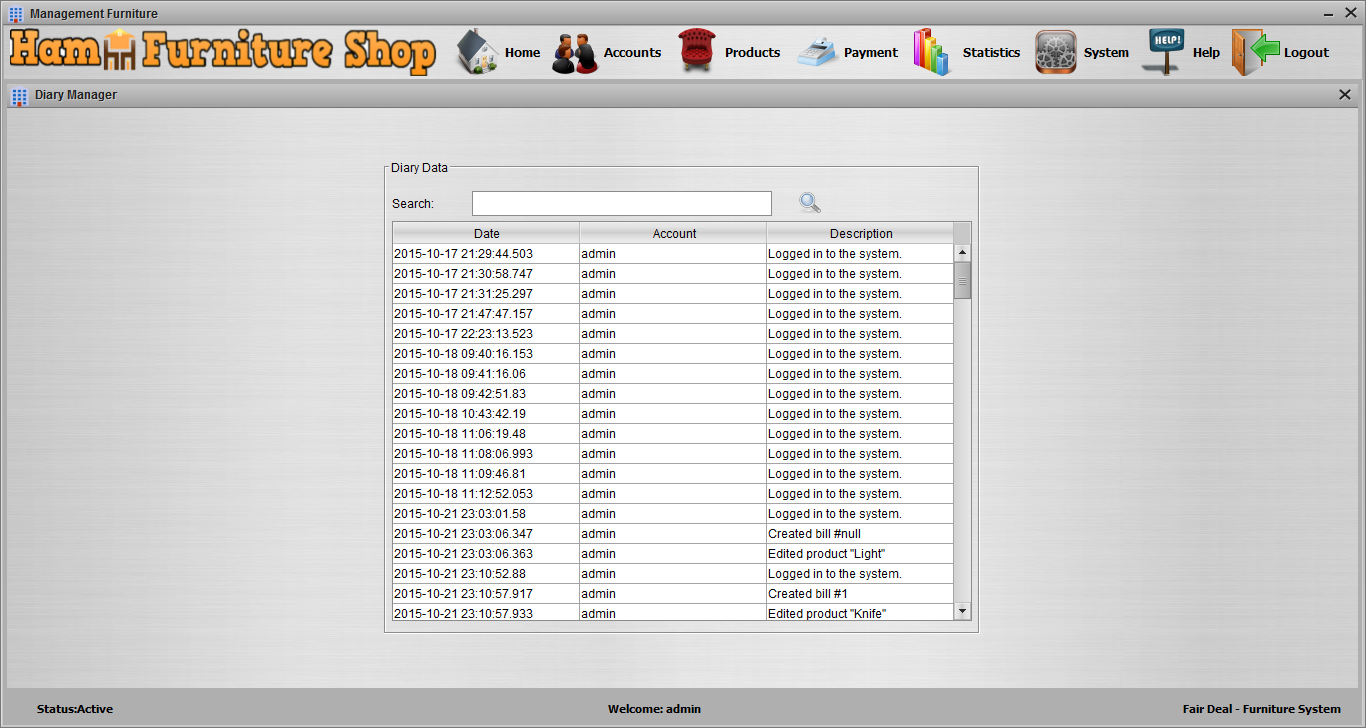 Management Furniture
Ham Furniture Shop Home Accounts Products Payment Statistics System HELP! Help Logout
Diary Manager
Diary Data
Search:
Date Account Description
2015-10-17 21:29:44.503 admin Logged in to the system.
2015-10-17 21:30:58.747 admin Logged in to the system.
2015-10-17 21:31:25.297 admin Logged in to the system.
2015-10-17 21:47:47.157 admin Logged in to the system.
2015-10-17 22:23:13.523 admin Logged in to the system.
2015-10-18 09:40:16.153 admin Logged in to the system.
2015-10-18 09:41:16.06 admin Logged in to the system.
2015-10-18 09:42:51.83 admin Logged in to the system.
2015-10-18 10:43:42.19 admin Logged in to the system.
2015-10-18 11:06:19.48 admin Logged in to the system.
2015-10-18 11:08:06.993 admin Logged in to the system.
2015-10-18 11:09:46.81 admin Logged in to the system.
2015-10-18 11:12:52.053 admin Logged in to the system.
2015-10-21 23:03:01.58 admin Logged in to the system.
2015-10-21 23:03:06.347 admin Created bill #null
2015-10-21 23:03:06.363 admin Edited product "Light"
2015-10-21 23:10:52.88 admin Logged in to the system.
2015-10-21 23:10:57.917 admin Created bill #1
2015-10-21 23:10:57.933 admin Edited product "Knife"
Status:Active Welcome: admin Fair Deal - Furniture System